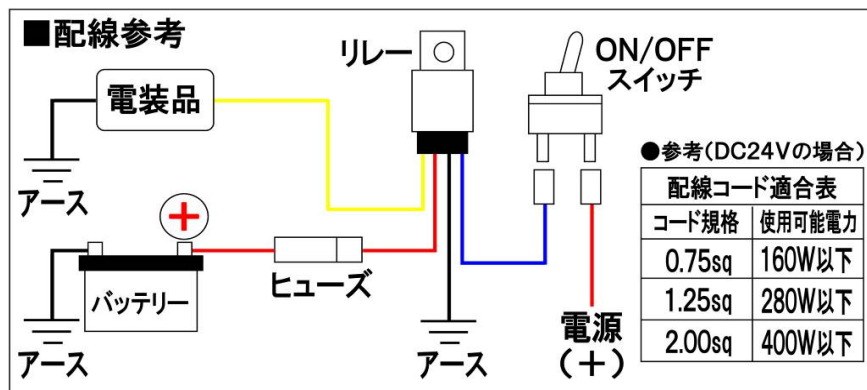 ■配線参考
電装品
アース
+
バッテリー
アース
ヒューズ
リレー
アース
ON/OFF
スイッチ
電源
(+)
●参考(DC24Vの場合)
配線コード適合表
コード規格 使用可能電力
0.75sq 160W以下
1.25sq 280W以下
2.00sq 400W以下